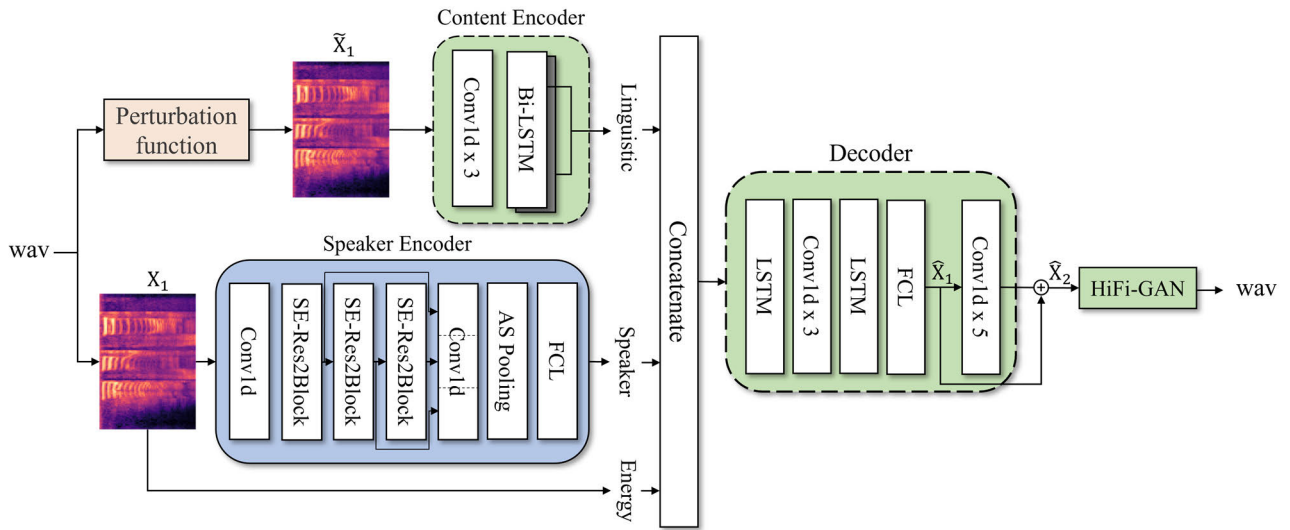 Content Encoder
X̃₁
Perturbation
function
Conv1d x 3
Bi-LSTM
Linguistic
wav
Speaker Encoder
X₁
Conv1d
SE-Res2Block
SE-Res2Block
SE-Res2Block
Conv1d
AS Pooling
FCL
Speaker
Energy
Concatenate
Decoder
LSTM
Conv1d x 3
LSTM
FCL
X̂₁
Conv1d x 5
X̂₂
HiFi-GAN
wav